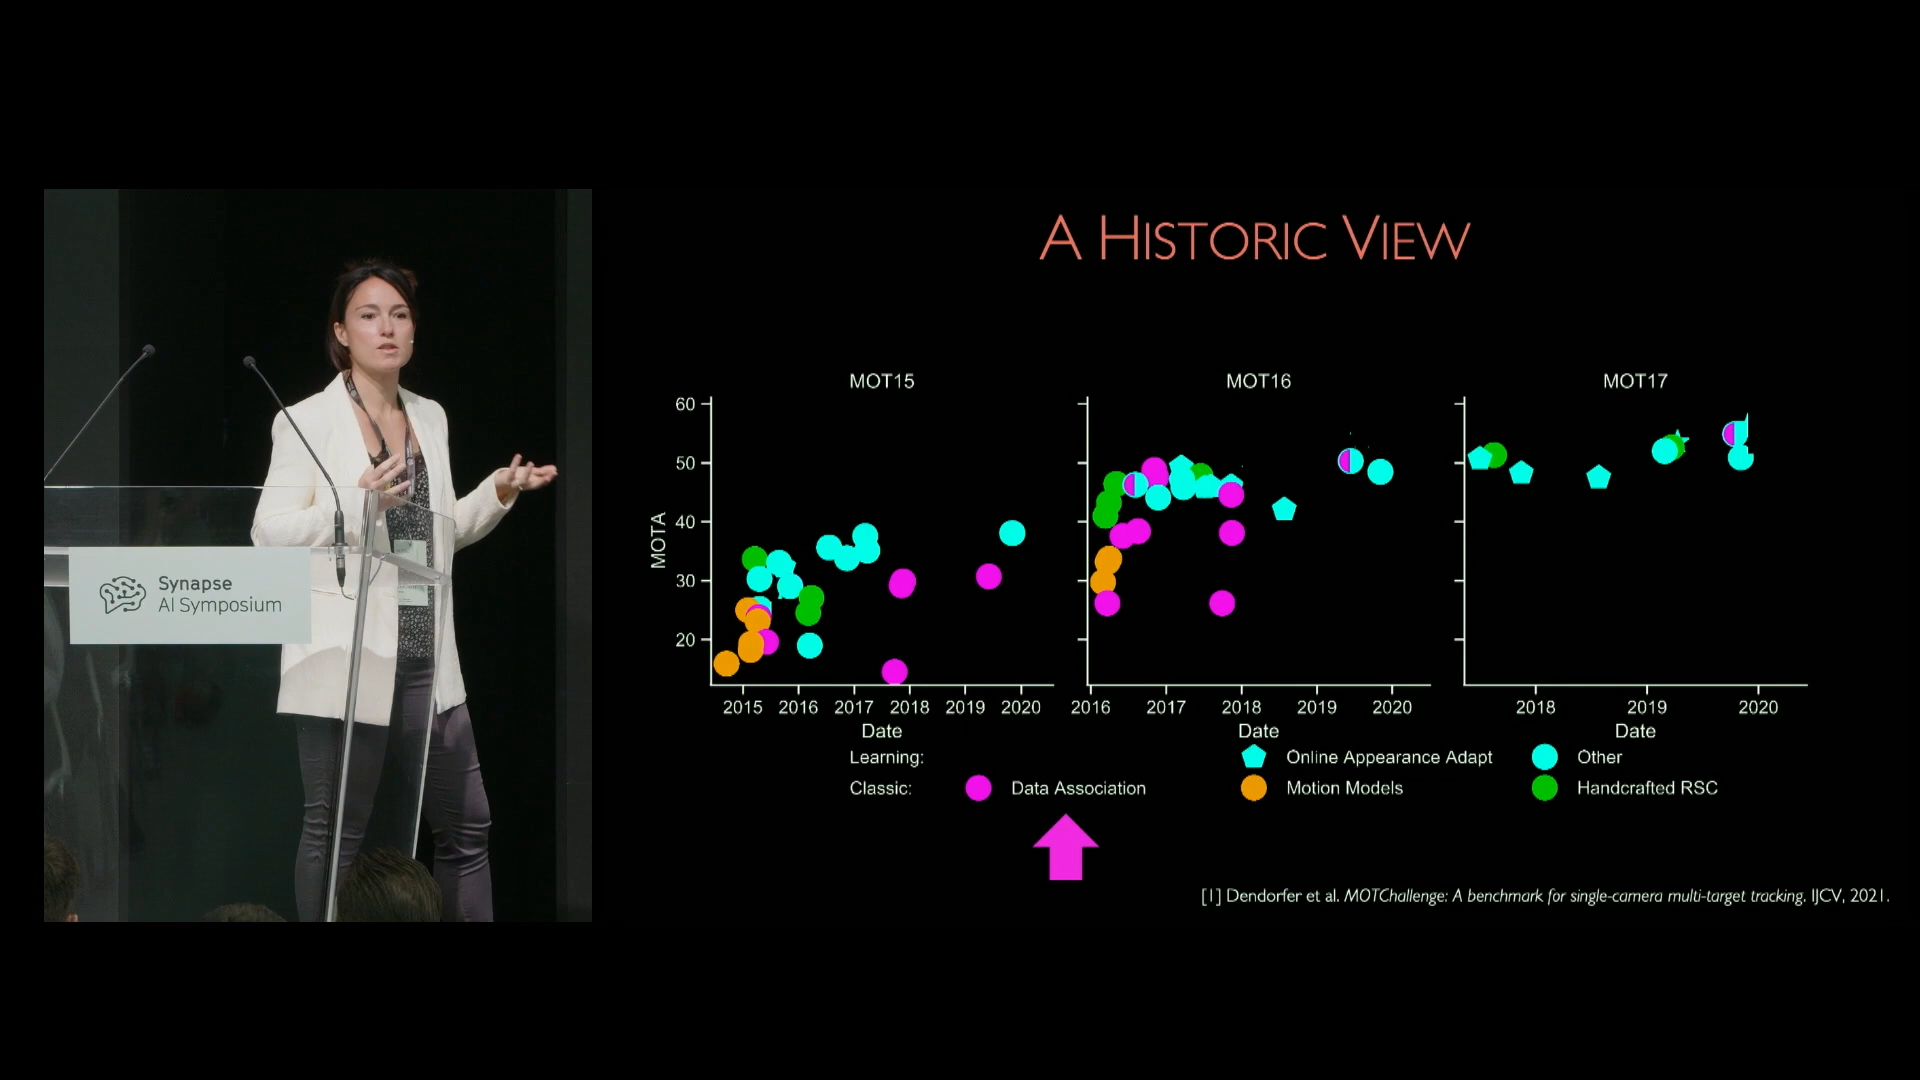 Synapse
AI Symposium
A HISTORIC VIEW
MOT15
MOT16
MOT17
60
50
40
30
20
MOTA
2015 2016 2017 2018 2019 2020
2016 2017 2018 2019 2020
2018 2019 2020
Date
Date
Date
Learning:
Online Appearance Adapt
Other
Classic:
Data Association
Motion Models
Handcrafted RSC
[1] Dendorfer et al. MOTChallenge: A benchmark for single-camera multi-target tracking. IJCV, 2021.